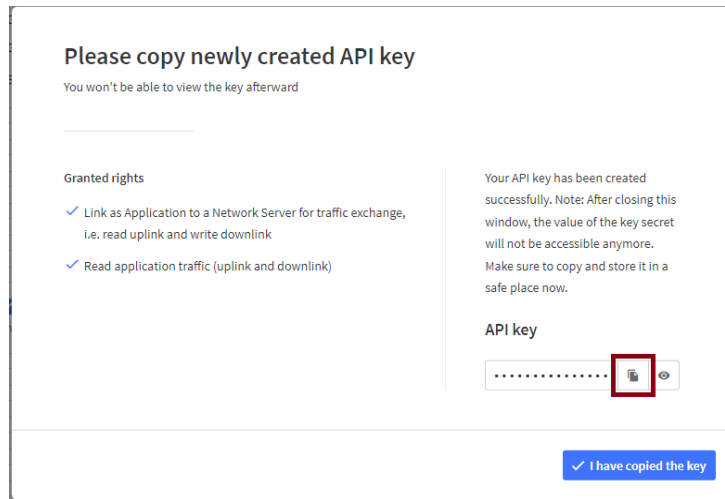 Please copy newly created API key
You won't be able to view the key afterward
Granted rights
Link as Application to a Network Server for traffic exchange,
i.e. read uplink and write downlink
Read application traffic (uplink and downlink)
Your API key has been created
successfully. Note: After closing this
window, the value of the key secret
will not be accessible anymore.
Make sure to copy and store it in a
safe place now.
API key
•••••••••••••••
I have copied the key